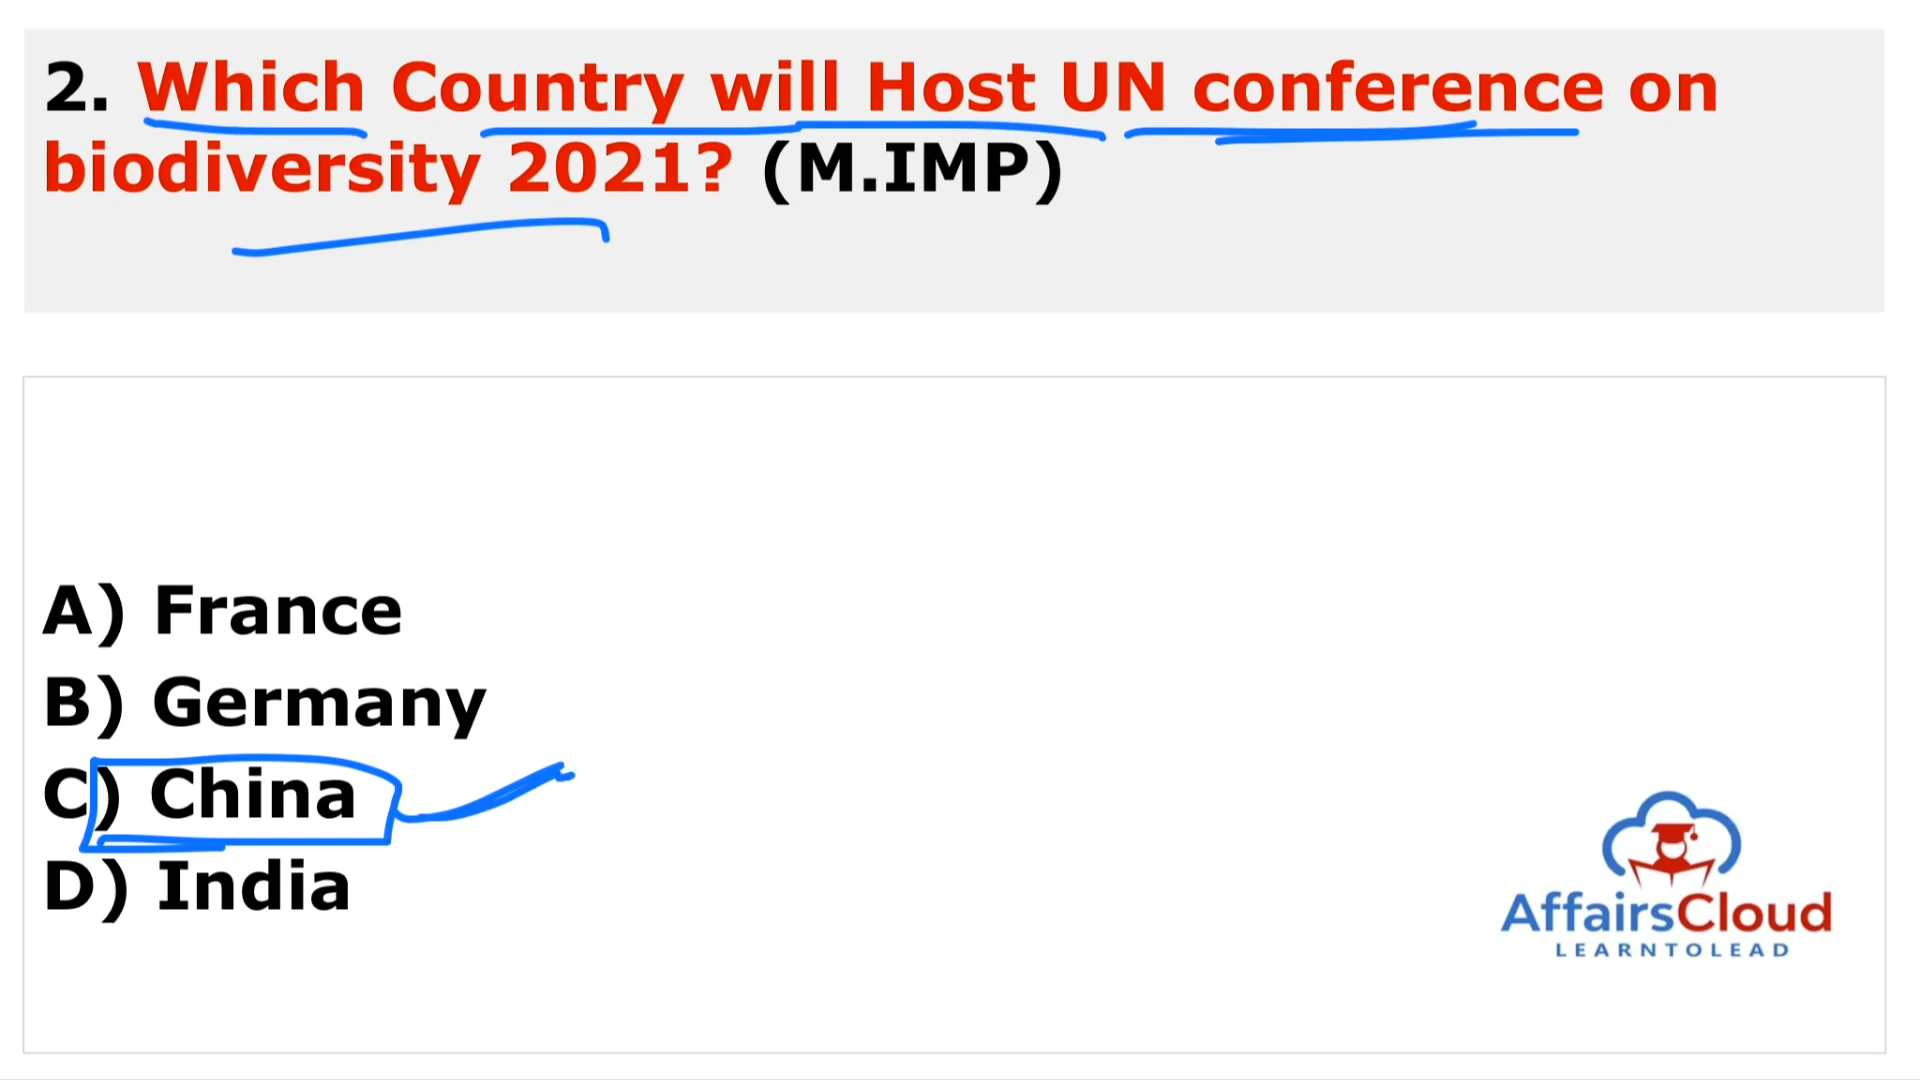 2. Which Country will Host UN conference on
biodiversity 2021? (M.IMP)
A) France
B) Germany
C) China
D) India
AffairsCloud
LEARNTOLEAD